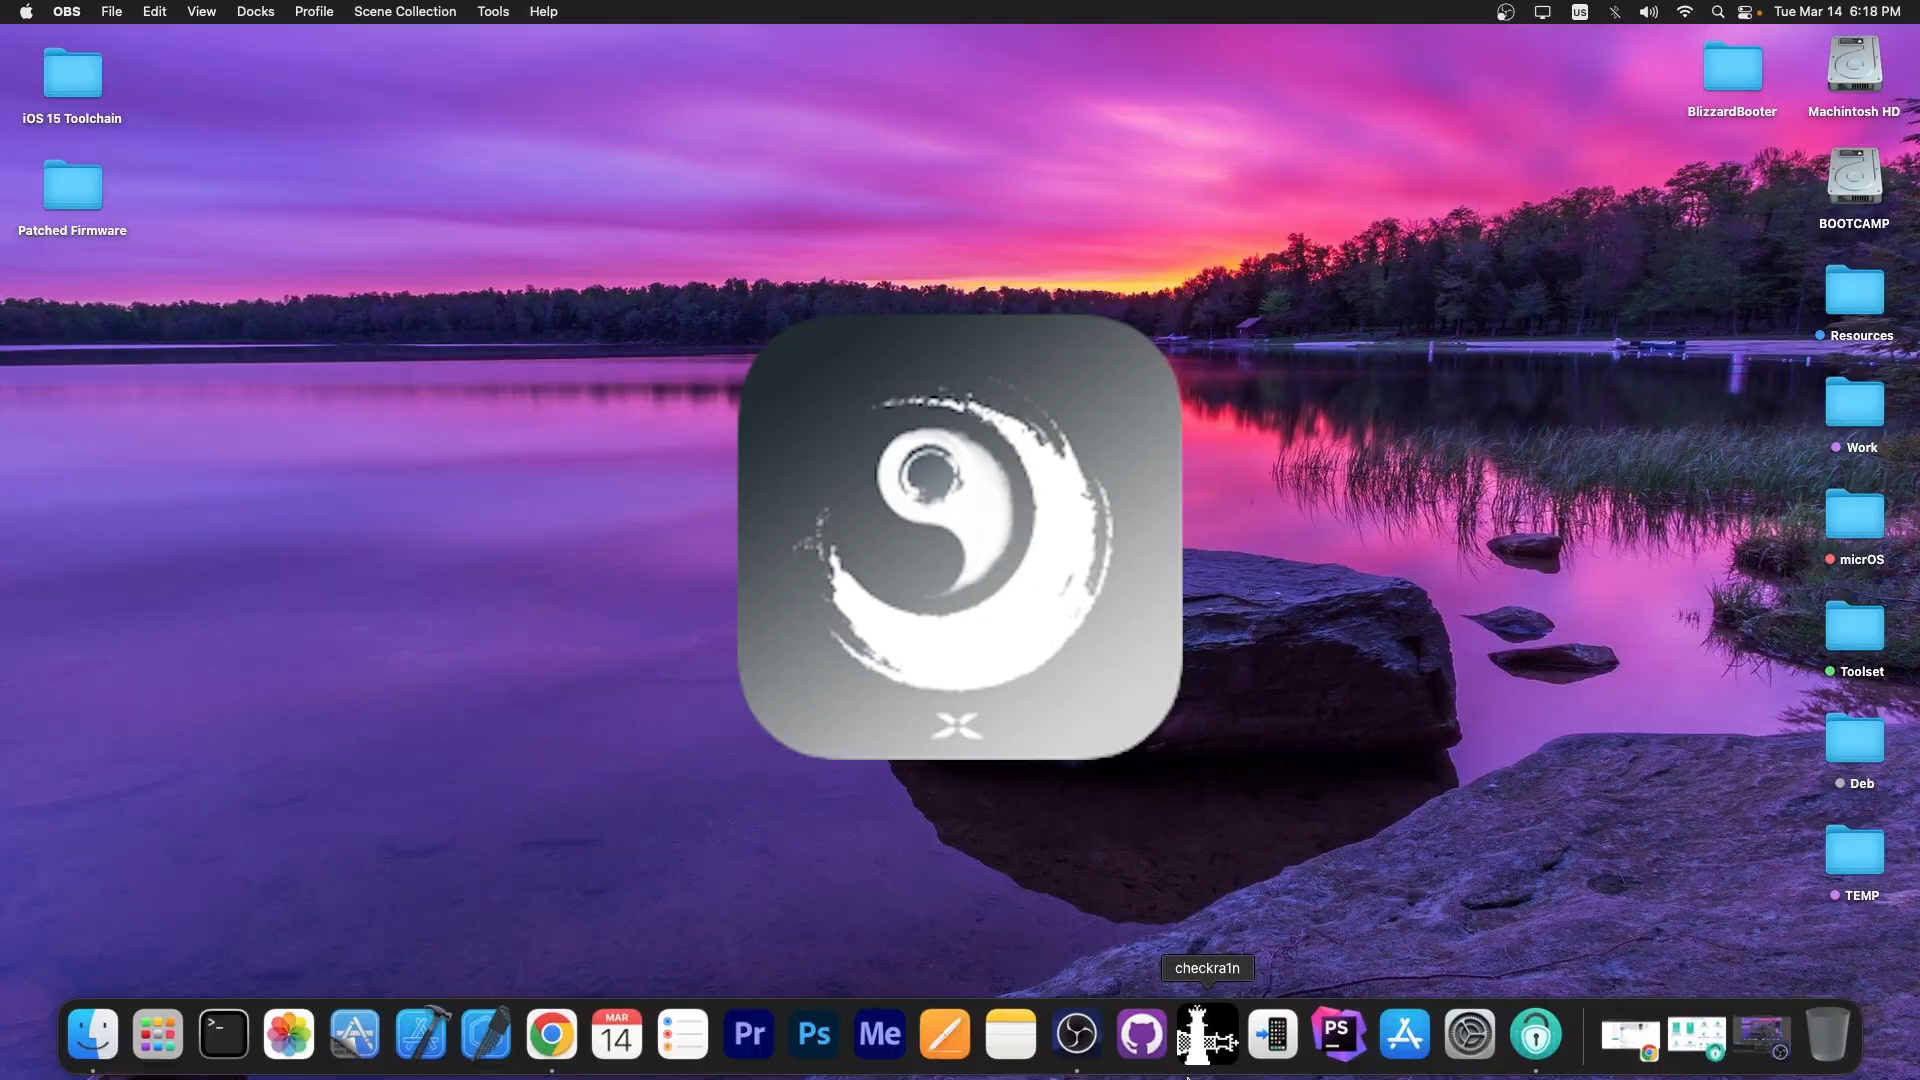 OBS File Edit View Docks Profile Scene Collection Tools Help US Tue Mar 14 6:18 PM
iOS 15 Toolchain
Patched Firmware
BlizzardBooter
Machintosh HD
BOOTCAMP
Resources
Work
micrOS
Toolset
Deb
TEMP
checkra1n
>_
MAR
14
Pr
Ps
Me
PS